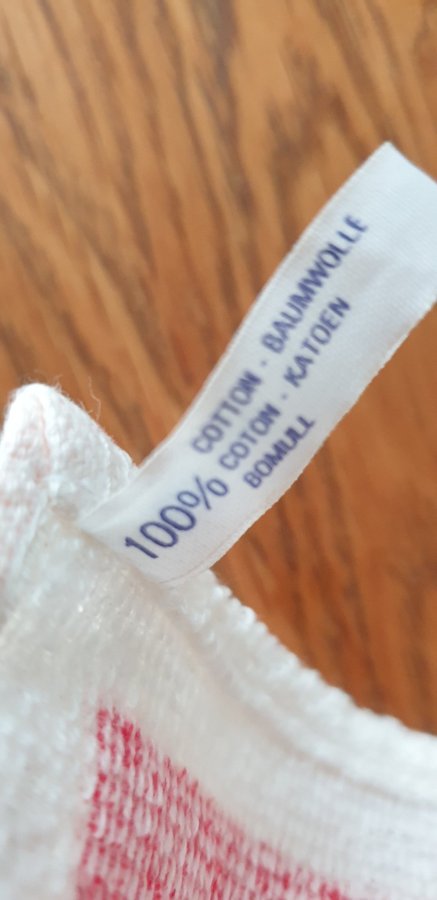 COTTON - BAUMWOLLE
100% COTON - KATOEN
BOMULL